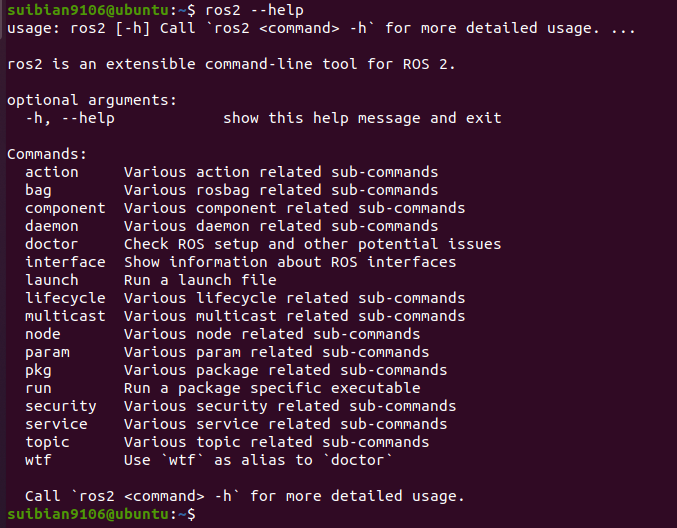 suibian9106@ubuntu:~$ ros2 --help
usage: ros2 [-h] Call `ros2 <command> -h` for more detailed usage. ...
ros2 is an extensible command-line tool for ROS 2.
optional arguments:
  -h, --help            show this help message and exit
Commands:
  action     Various action related sub-commands
  bag        Various rosbag related sub-commands
  component  Various component related sub-commands
  daemon     Various daemon related sub-commands
  doctor     Check ROS setup and other potential issues
  interface  Show information about ROS interfaces
  launch     Run a launch file
  lifecycle  Various lifecycle related sub-commands
  multicast  Various multicast related sub-commands
  node       Various node related sub-commands
  param      Various param related sub-commands
  pkg        Various package related sub-commands
  run        Run a package specific executable
  security   Various security related sub-commands
  service    Various service related sub-commands
  topic      Various topic related sub-commands
  wtf        Use `wtf` as alias to `doctor`
  Call `ros2 <command> -h` for more detailed usage.
suibian9106@ubuntu:~$